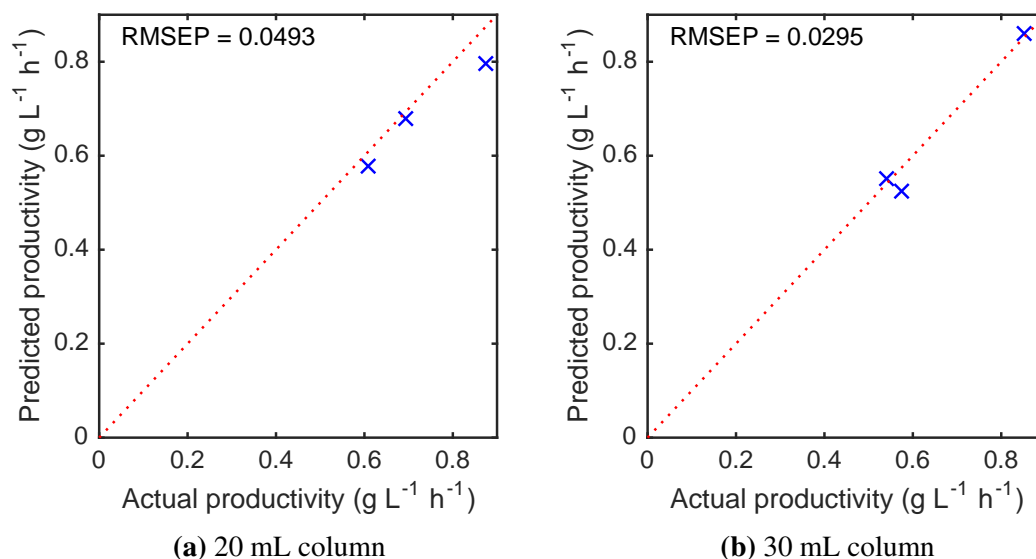 RMSEP = 0.0493
0.8
0.6
0.4
0.2
0
0
0.2
0.4
0.6
0.8
Predicted productivity (g L⁻¹ h⁻¹)
Actual productivity (g L⁻¹ h⁻¹)
(a) 20 mL column
RMSEP = 0.0295
0.8
0.6
0.4
0.2
0
0
0.2
0.4
0.6
0.8
Predicted productivity (g L⁻¹ h⁻¹)
Actual productivity (g L⁻¹ h⁻¹)
(b) 30 mL column